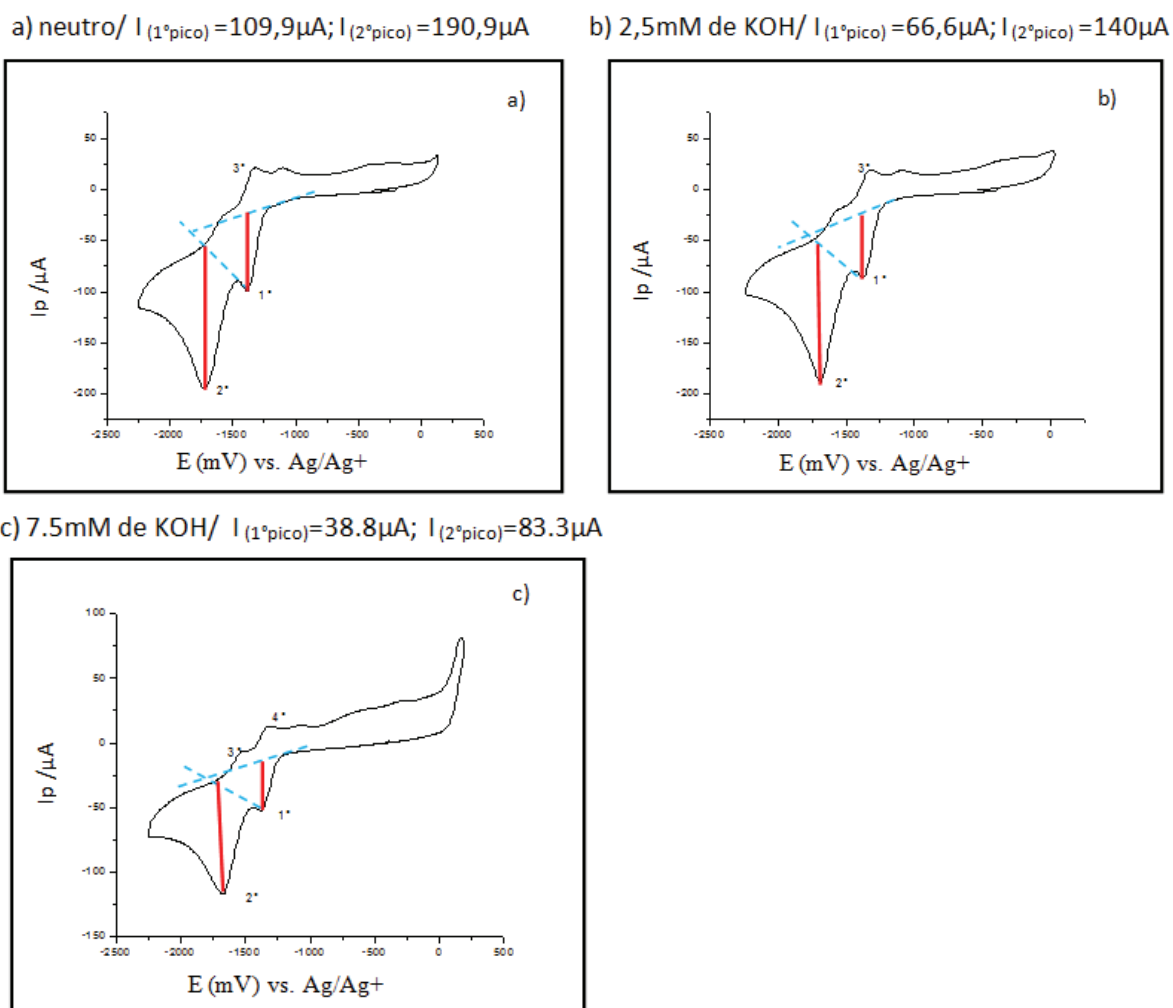 a) neutro/ I (1°pico) =109,9µA; I (2°pico) =190,9µA
b) 2,5mM de KOH/ I (1°pico) =66,6µA; I (2°pico) =140µA
a)
50
0
-50
-100
-150
-200
-2500 -2000 -1500 -1000 -500 0 500
Ip /µA
E (mV) vs. Ag/Ag+
3*
1*
2*
b)
50
0
-50
-100
-150
-200
-2500 -2000 -1500 -1000 -500 0
Ip /µA
E (mV) vs. Ag/Ag+
3*
1*
2*
c) 7.5mM de KOH/ I (1°pico)=38.8µA; I (2°pico)=83.3µA
c)
100
50
0
-50
-100
-150
-2500 -2000 -1500 -1000 -500 0 500
Ip /µA
E (mV) vs. Ag/Ag+
4*
3*
1*
2*